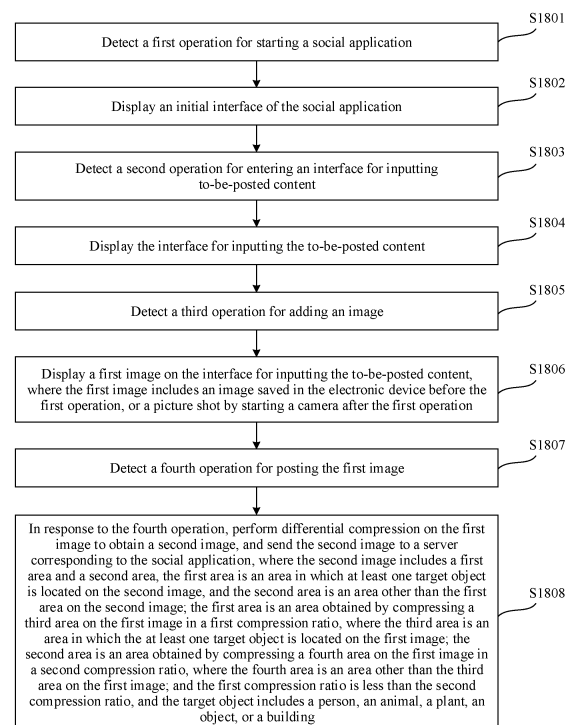 S1801
Detect a first operation for starting a social application
S1802
Display an initial interface of the social application
S1803
Detect a second operation for entering an interface for inputting
to-be-posted content
S1804
Display the interface for inputting the to-be-posted content
S1805
Detect a third operation for adding an image
S1806
Display a first image on the interface for inputting the to-be-posted content,
where the first image includes an image saved in the electronic device before the
first operation, or a picture shot by starting a camera after the first operation
S1807
Detect a fourth operation for posting the first image
S1808
In response to the fourth operation, perform differential compression on the first
image to obtain a second image, and send the second image to a server
corresponding to the social application, where the second image includes a first
area and a second area, the first area is an area in which at least one target object
is located on the second image, and the second area is an area other than the first
area on the second image; the first area is an area obtained by compressing a
third area on the first image in a first compression ratio, where the third area is an
area in which the at least one target object is located on the first image; the
second area is an area obtained by compressing a fourth area on the first image in
a second compression ratio, where the fourth area is an area other than the third
area on the first image; and the first compression ratio is less than the second
compression ratio, and the target object includes a person, an animal, a plant, an
object, or a building